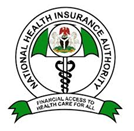 NATIONAL HEALTH INSURANCE AUTHORITY
FINANCIAL ACCESS TO
HEALTH CARE FOR ALL